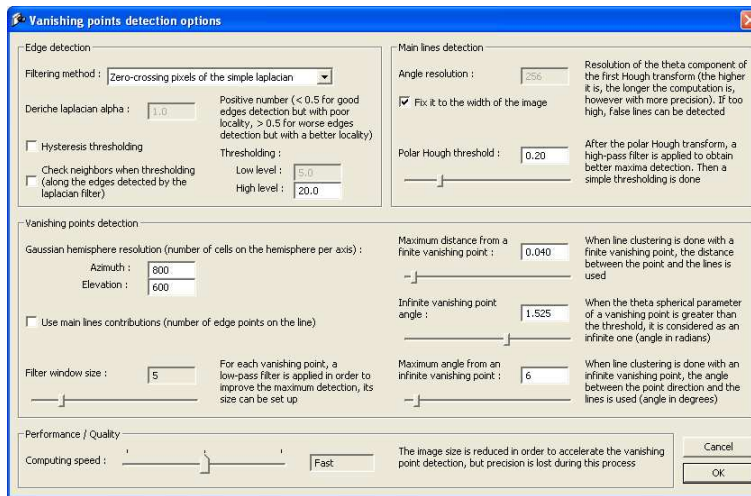 Vanishing points detection options
Edge detection
Filtering method :
Zero-crossing pixels of the simple laplacian
Deriche laplacian alpha :
1.0
Positive number (< 0.5 for good
edges detection but with poor
locality, > 0.5 for worse edges
detection but with a better locality)
Hysteresis thresholding
Check neighbors when thresholding
(along the edges detected by the
laplacian filter)
Thresholding :
Low level :
5.0
High level :
20.0
Main lines detection
Angle resolution :
256
Fix it to the width of the image
Resolution of the theta component of
the first Hough transform (the higher
it is, the longer the computation is,
however with more precision). If too
high, false lines can be detected
Polar Hough threshold :
0.20
After the polar Hough transform, a
high-pass filter is applied to obtain
better maxima detection. Then a
simple thresholding is done
Vanishing points detection
Gaussian hemisphere resolution (number of cells on the hemisphere per axis) :
Azimuth :
800
Elevation :
600
Use main lines contributions (number of edge points on the line)
Filter window size :
5
For each vanishing point, a
low-pass filter is applied in order to
improve the maximum detection, its
size can be set up
Maximum distance from a
finite vanishing point :
0.040
When line clustering is done with a
finite vanishing point, the distance
between the point and the lines is
used
Infinite vanishing point
angle :
1.525
When the theta spherical parameter
of a vanishing point is greater than
the threshold, it is considered as an
infinite one (angle in radians)
Maximum angle from an
infinite vanishing point :
6
When line clustering is done with an
infinite vanishing point, the angle
between the point direction and the
lines is used (angle in degrees)
Performance / Quality
Computing speed :
Fast
The image size is reduced in order to accelerate the vanishing
point detection, but precision is lost during this process
Cancel
OK